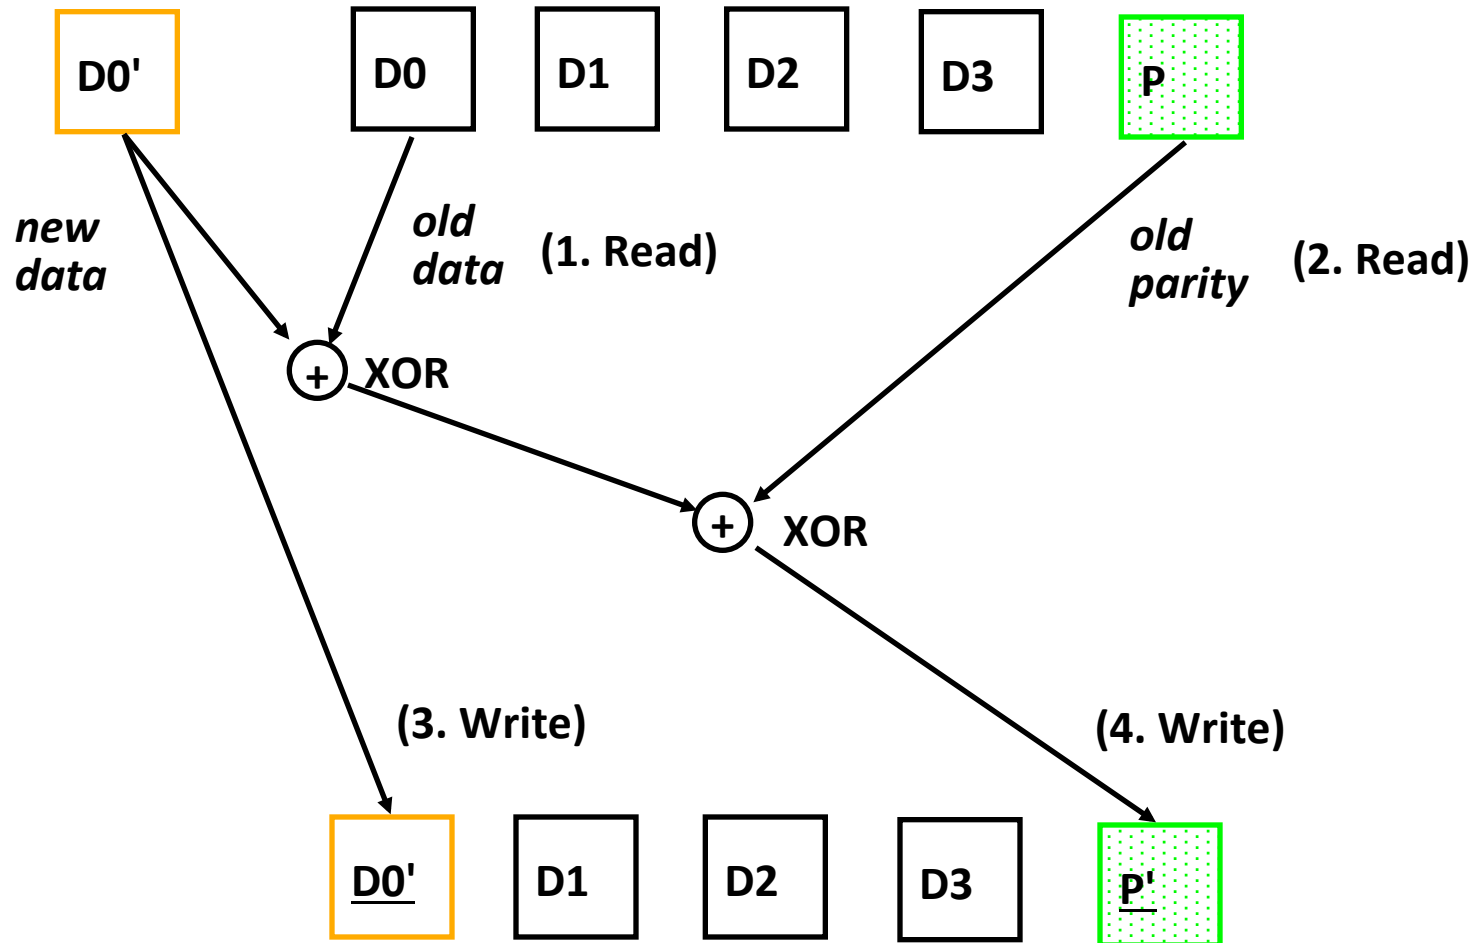 D0'
D0
D1
D2
D3
P
new
data
old
data
(1. Read)
old
parity
(2. Read)
+
XOR
+
XOR
(3. Write)
(4. Write)
D0'
D1
D2
D3
P'